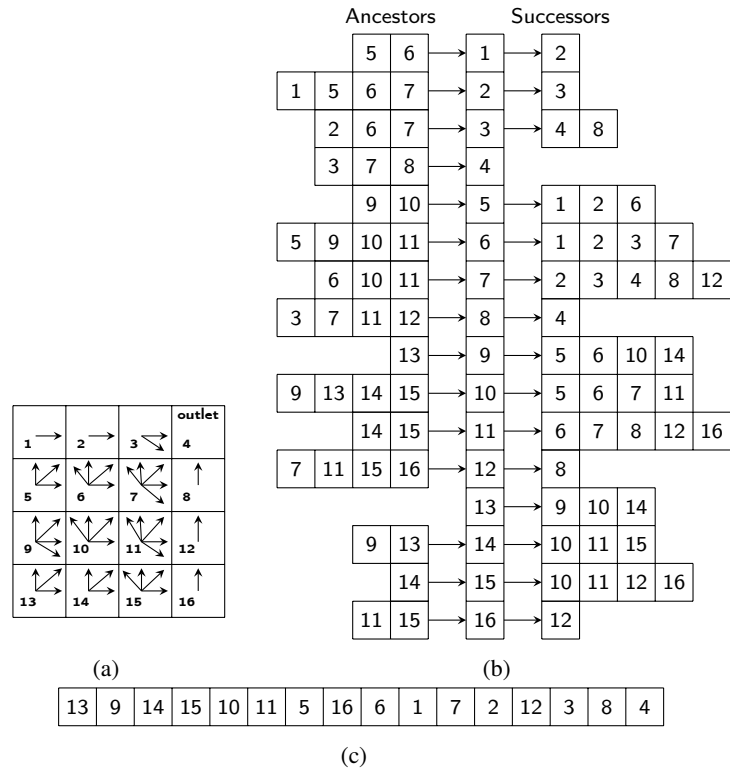 Ancestors Successors
5 6 1 2
1 5 6 7 2 3
2 6 7 3 4 8
3 7 8 4
9 10 5 1 2 6
5 9 10 11 6 1 2 3 7
6 10 11 7 2 3 4 8 12
3 7 11 12 8 4
13 9 5 6 10 14
9 13 14 15 10 5 6 7 11
14 15 11 6 7 8 12 16
7 11 15 16 12 8
13 9 10 14
9 13 14 10 11 15
14 15 10 11 12 16
11 15 16 12
outlet
1 2 3 4
5 6 7 8
9 10 11 12
13 14 15 16
(a) (b)
13 9 14 15 10 11 5 16 6 1 7 2 12 3 8 4
(c)